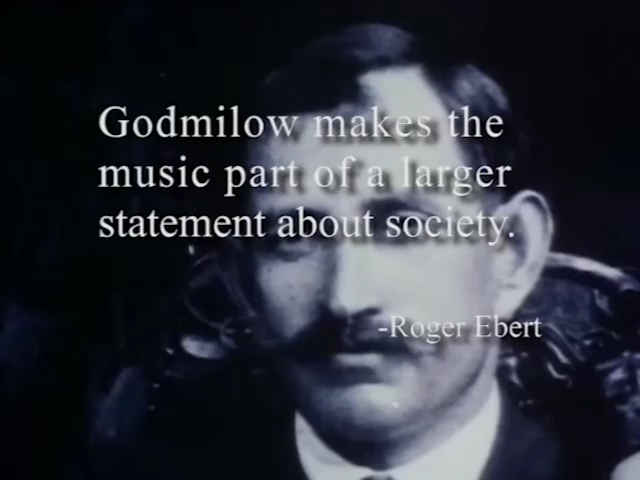 Godmilow makes the
music part of a larger
statement about society.
-Roger Ebert